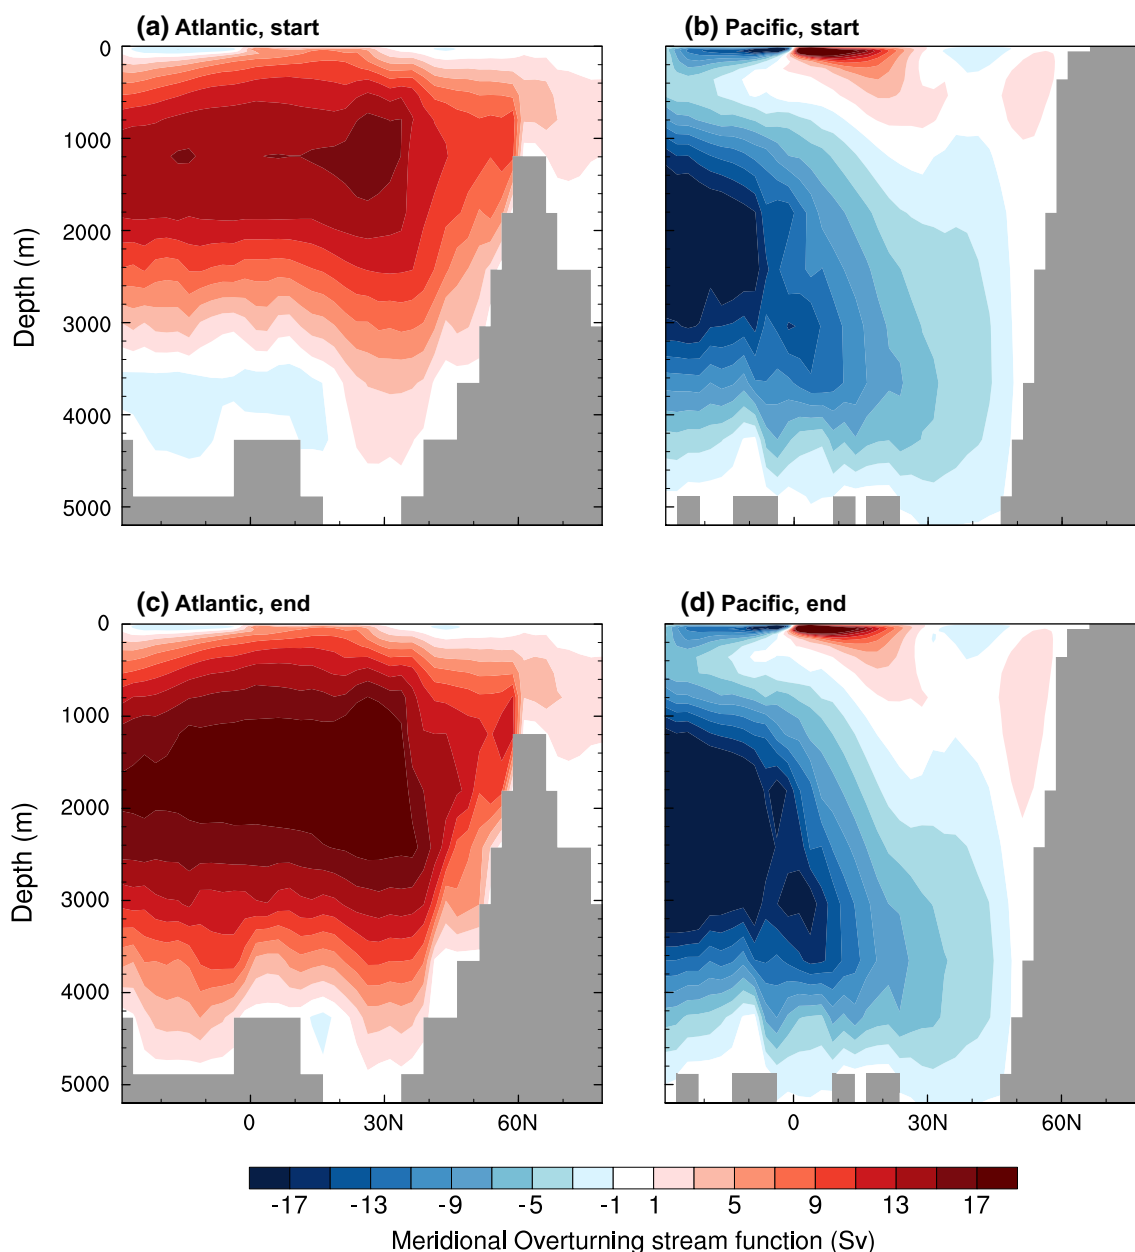 (a) Atlantic, start
(b) Pacific, start
0
1000
2000
3000
4000
5000
Depth (m)
(c) Atlantic, end
(d) Pacific, end
0
1000
2000
3000
4000
5000
Depth (m)
0 30N 60N
0 30N 60N
-17 -13 -9 -5 -1 1 5 9 13 17
Meridional Overturning stream function (Sv)